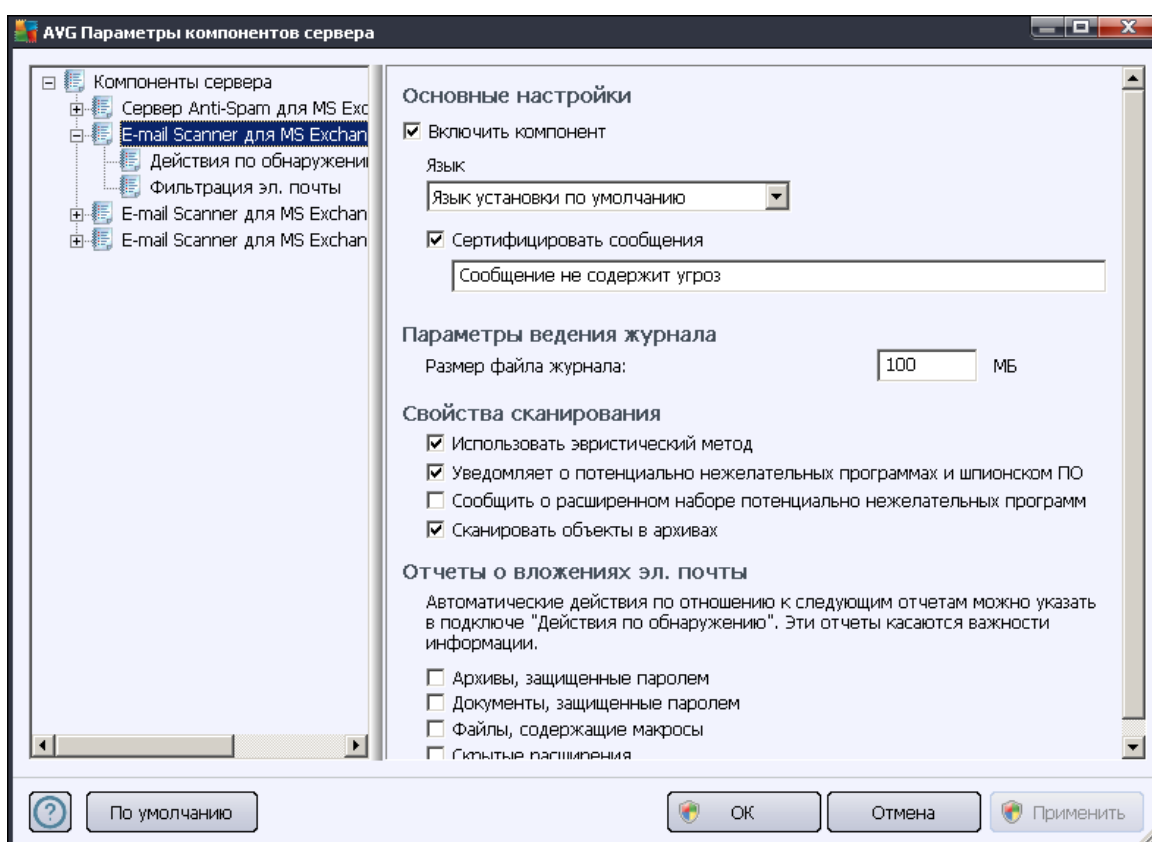 AVG Параметры компонентов сервера
Компоненты сервера
Сервер Anti-Spam для MS Exc
E-mail Scanner для MS Exchan
Действия по обнаружени
Фильтрация эл. почты
E-mail Scanner для MS Exchan
E-mail Scanner для MS Exchan
Основные настройки
Включить компонент
Язык
Язык установки по умолчанию
Сертифицировать сообщения
Сообщение не содержит угроз
Параметры ведения журнала
Размер файла журнала: 100 МБ
Свойства сканирования
Использовать эвристический метод
Уведомляет о потенциально нежелательных программах и шпионском ПО
Сообщить о расширенном наборе потенциально нежелательных программ
Сканировать объекты в архивах
Отчеты о вложениях эл. почты
Автоматические действия по отношению к следующим отчетам можно указать
в подключе "Действия по обнаружению". Эти отчеты касаются важности
информации.
Архивы, защищенные паролем
Документы, защищенные паролем
Файлы, содержащие макросы
Скрытые расширения
По умолчанию
ОК
Отмена
Применить